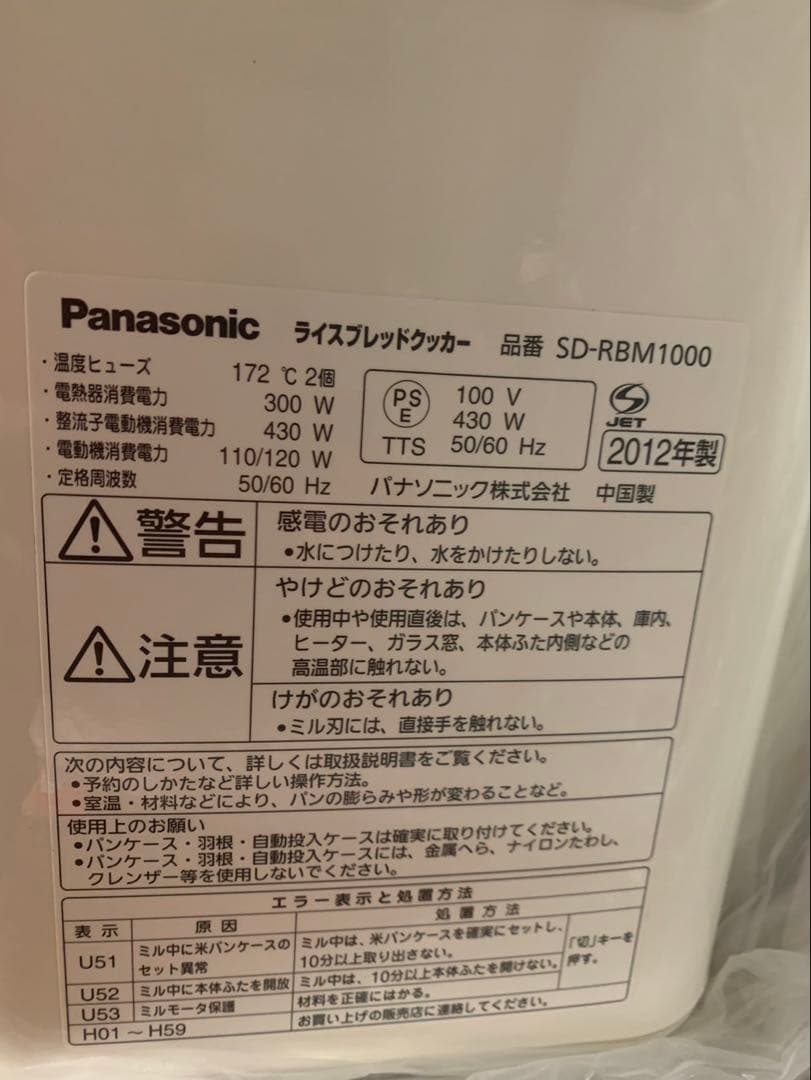 Panasonic ライスブレッドクッカー 品番 SD-RBM1000
・温度ヒューズ 172 ℃ 2個
・電熱器消費電力 300 W
・整流子電動機消費電力 430 W
・電動機消費電力 110/120 W
・定格周波数 50/60 Hz
PS E 100 V
430 W
TTS 50/60 Hz
JET
2012年製
パナソニック株式会社 中国製
警告
感電のおそれあり
●水につけたり、水をかけたりしない。
注意
やけどのおそれあり
●使用中や使用直後は、パンケースや本体、庫内、
ヒーター、ガラス窓、本体ふた内側などの
高温部に触れない。
けがのおそれあり
●ミル刃には、直接手を触れない。
次の内容について、詳しくは取扱説明書をご覧ください。
●予約のしかたなど詳しい操作方法。
●室温・材料などにより、パンの膨らみや形が変わることなど。
使用上のお願い
●パンケース・羽根・自動投入ケースは確実に取り付けてください。
●パンケース・羽根・自動投入ケースには、金属へら、ナイロンたわし、
クレンザー等を使用しないでください。
エラー表示と処置方法
表示 原因 処置方法
U51 ミル中に米パンケースの
セット異常 ミル中は、米パンケースを確実にセットし、
10分以上取り出さない。
「切」キーを
押す。
U52 ミル中に本体ふたを開放 ミル中は、10分以上本体ふたを開けない。
U53 ミルモータ保護 材料を正確にはかる。
H01 ～ H59 お買い上げの販売店に連絡してください。